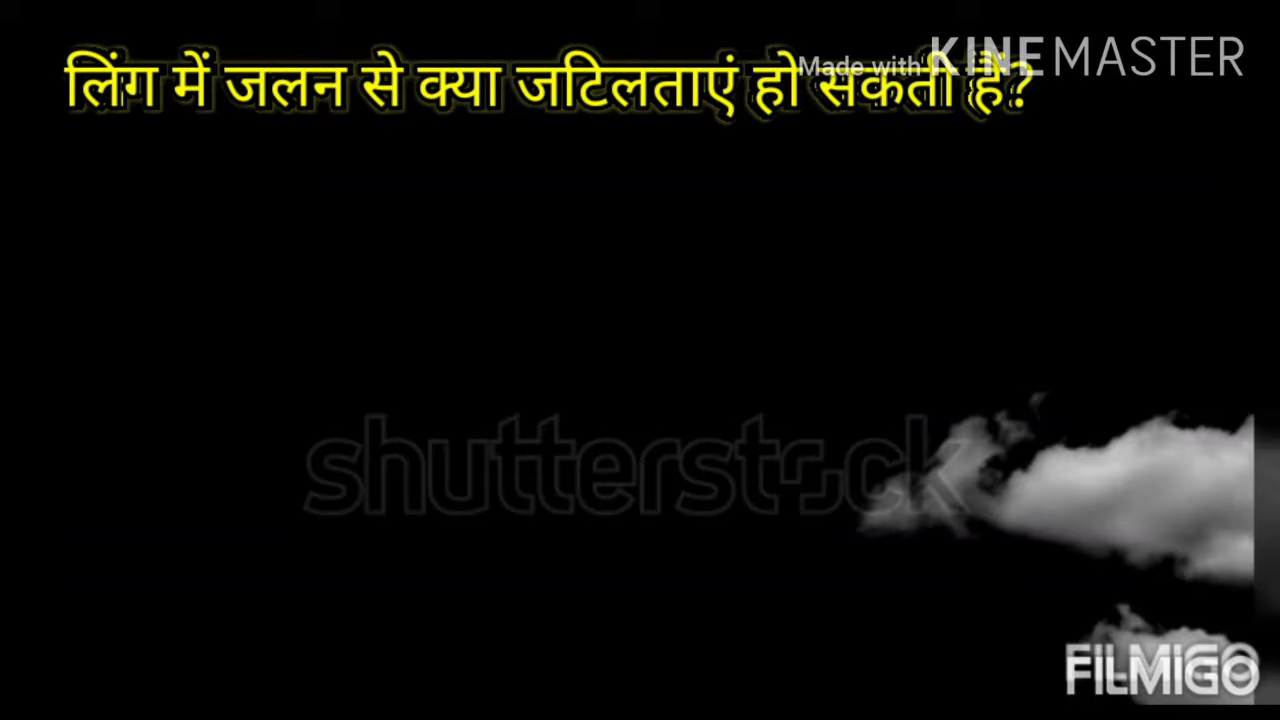 लिंग में जलन से क्या जटिलताएं हो सकती हैं?
Made with KINEMASTER
shutterstock
FILMIGO